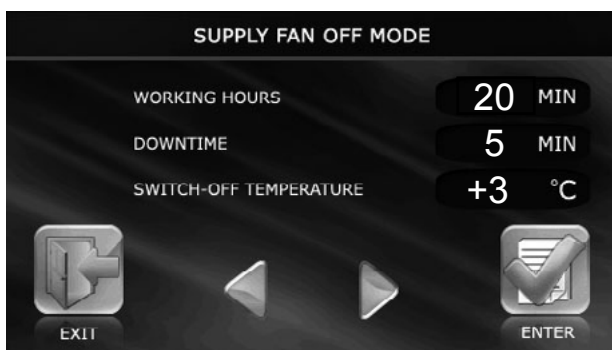 SUPPLY FAN OFF MODE
WORKING HOURS 20 MIN
DOWNTIME 5 MIN
SWITCH-OFF TEMPERATURE +3 °C
EXIT ENTER